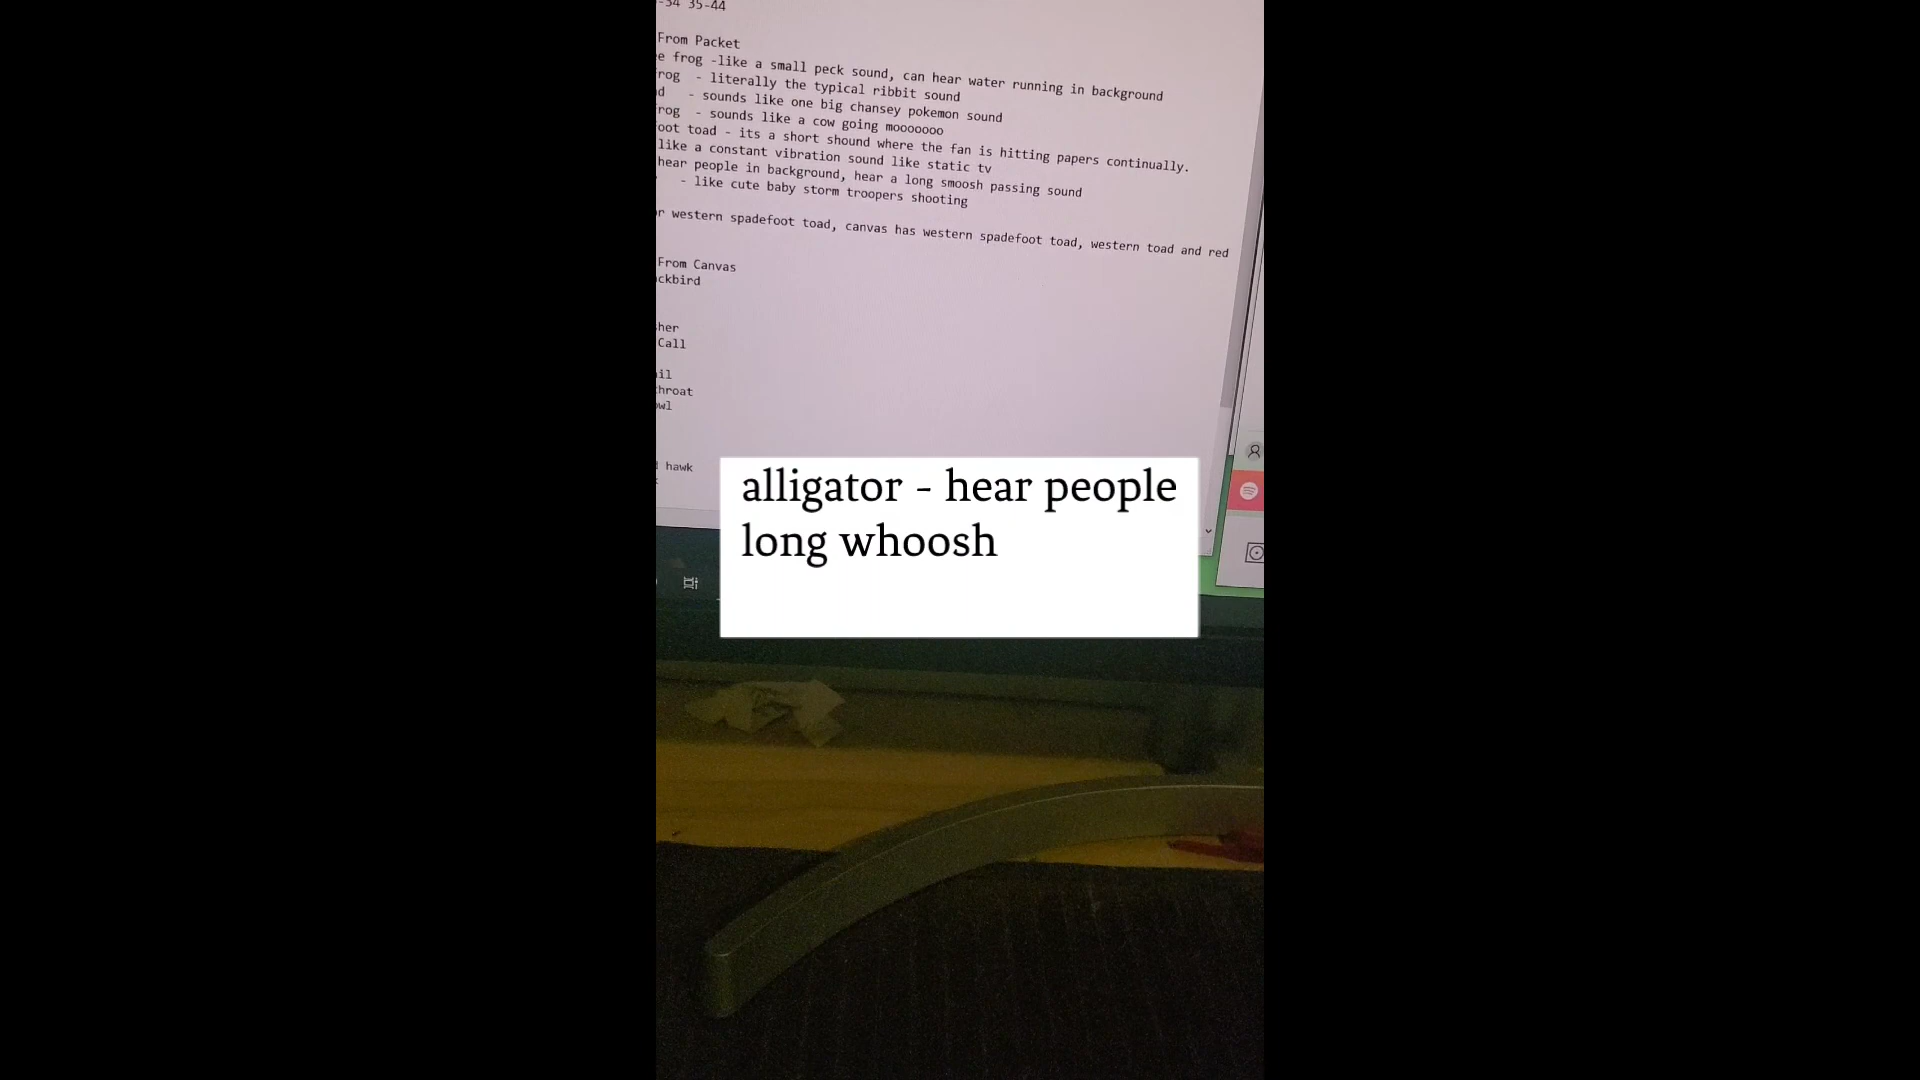 -34 35-44
From Packet
e frog -like a small peck sound, can hear water running in background
rog - literally the typical ribbit sound
d - sounds like one big chansey pokemon sound
rog - sounds like a cow going mooooooo
oot toad - its a short shound where the fan is hitting papers continually.
like a constant vibration sound like static tv
hear people in background, hear a long smoosh passing sound
- like cute baby storm troopers shooting
r western spadefoot toad, canvas has western spadefoot toad, western toad and red
From Canvas
ckbird
her
Call
il
throat
owl
hawk
alligator - hear people
long whoosh